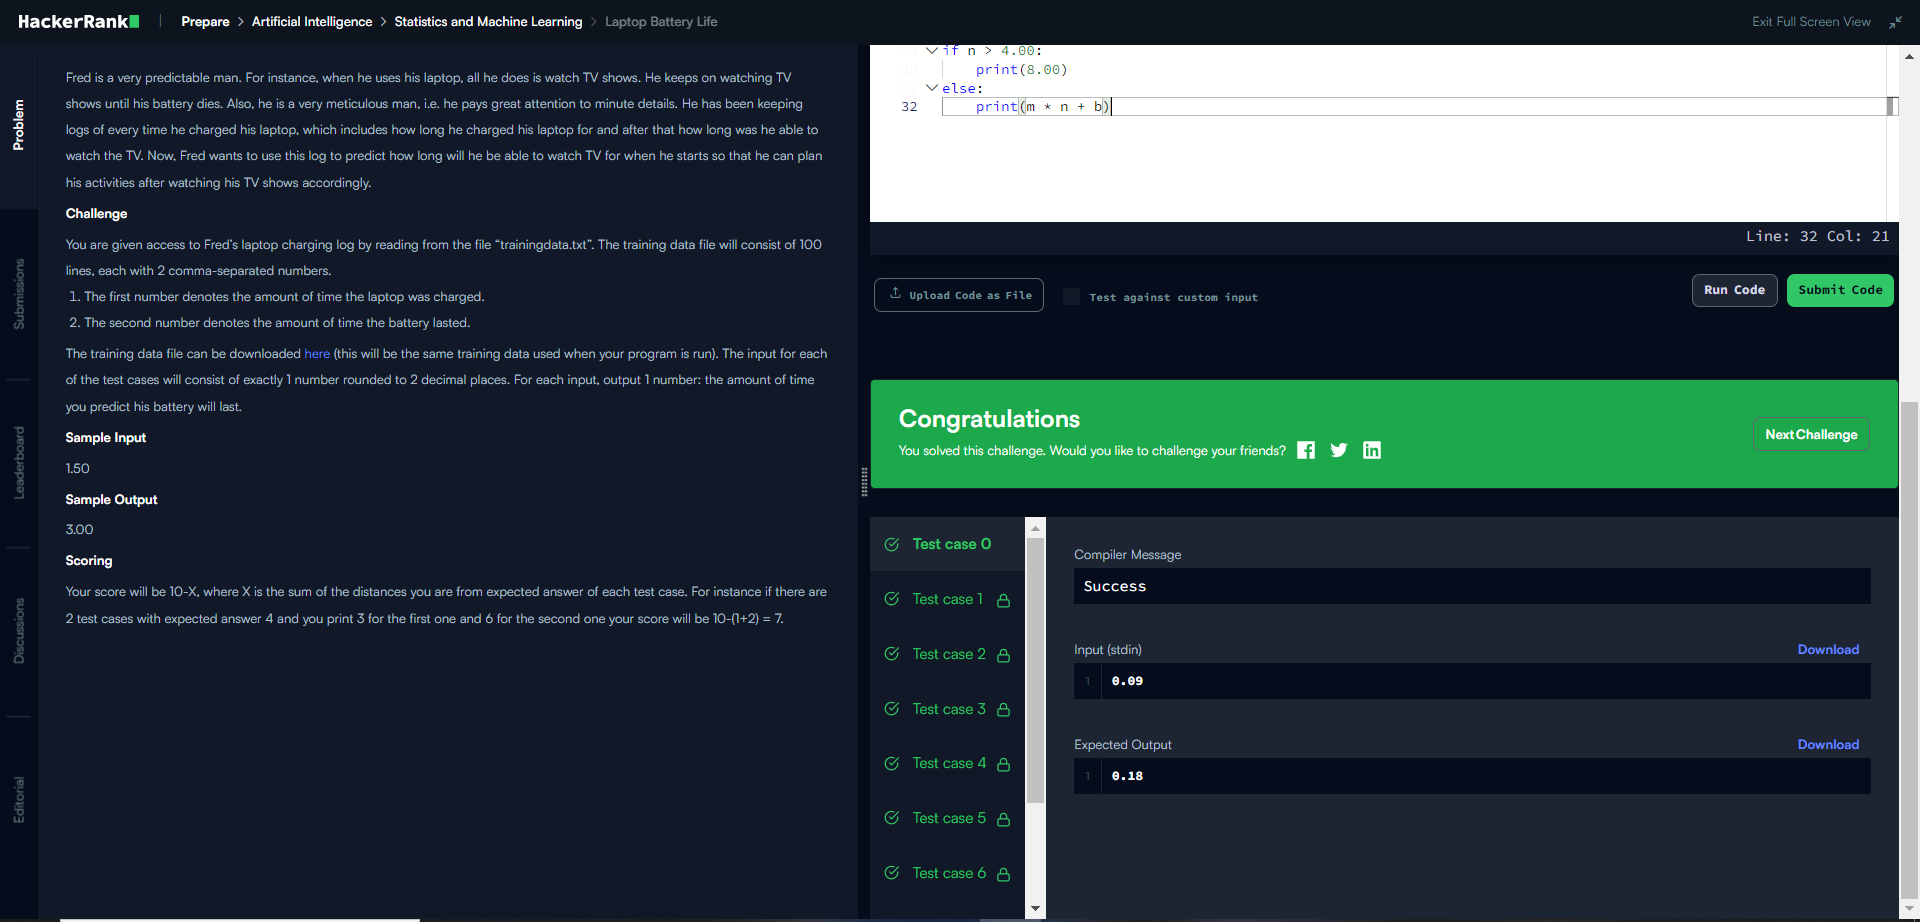 HackerRank | Prepare > Artificial Intelligence > Statistics and Machine Learning > Laptop Battery Life
Exit Full Screen View
Problem
Submissions
Leaderboard
Discussions
Editorial
Fred is a very predictable man. For instance, when he uses his laptop, all he does is watch TV shows. He keeps on watching TV
shows until his battery dies. Also, he is a very meticulous man, i.e. he pays great attention to minute details. He has been keeping
logs of every time he charged his laptop, which includes how long he charged his laptop for and after that how long was he able to
watch the TV. Now, Fred wants to use this log to predict how long will he be able to watch TV for when he starts so that he can plan
his activities after watching his TV shows accordingly.
Challenge
You are given access to Fred's laptop charging log by reading from the file “trainingdata.txt”. The training data file will consist of 100
lines, each with 2 comma-separated numbers.
1. The first number denotes the amount of time the laptop was charged.
2. The second number denotes the amount of time the battery lasted.
The training data file can be downloaded here (this will be the same training data used when your program is run). The input for each
of the test cases will consist of exactly 1 number rounded to 2 decimal places. For each input, output 1 number: the amount of time
you predict his battery will last.
Sample Input
1.50
Sample Output
3.00
Scoring
Your score will be 10-X, where X is the sum of the distances you are from expected answer of each test case. For instance if there are
2 test cases with expected answer 4 and you print 3 for the first one and 6 for the second one your score will be 10-(1+2) = 7.
if n > 4.00:
print(8.00)
else:
32 print(m * n + b)
Line: 32 Col: 21
Upload Code as File
Test against custom input
Run Code
Submit Code
Congratulations
You solved this challenge. Would you like to challenge your friends?
Next Challenge
Test case 0
Test case 1
Test case 2
Test case 3
Test case 4
Test case 5
Test case 6
Compiler Message
Success
Input (stdin)
Download
1 0.09
Expected Output
Download
1 0.18